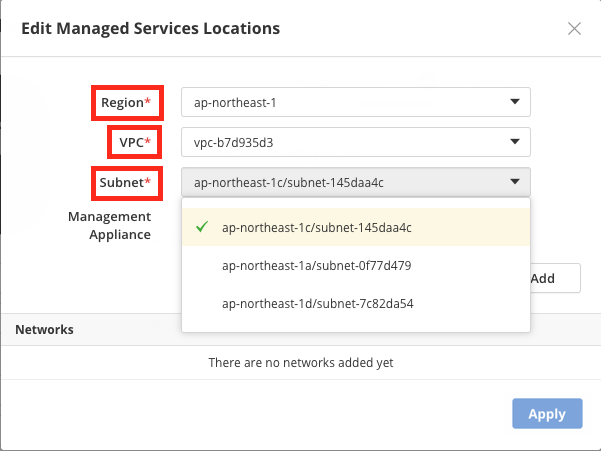 Edit Managed Services Locations
Region*
ap-northeast-1
VPC*
vpc-b7d935d3
Subnet*
ap-northeast-1c/subnet-145daa4c
Management
Appliance
ap-northeast-1c/subnet-145daa4c
ap-northeast-1a/subnet-0f77d479
ap-northeast-1d/subnet-7c82da54
Add
Networks
There are no networks added yet
Apply